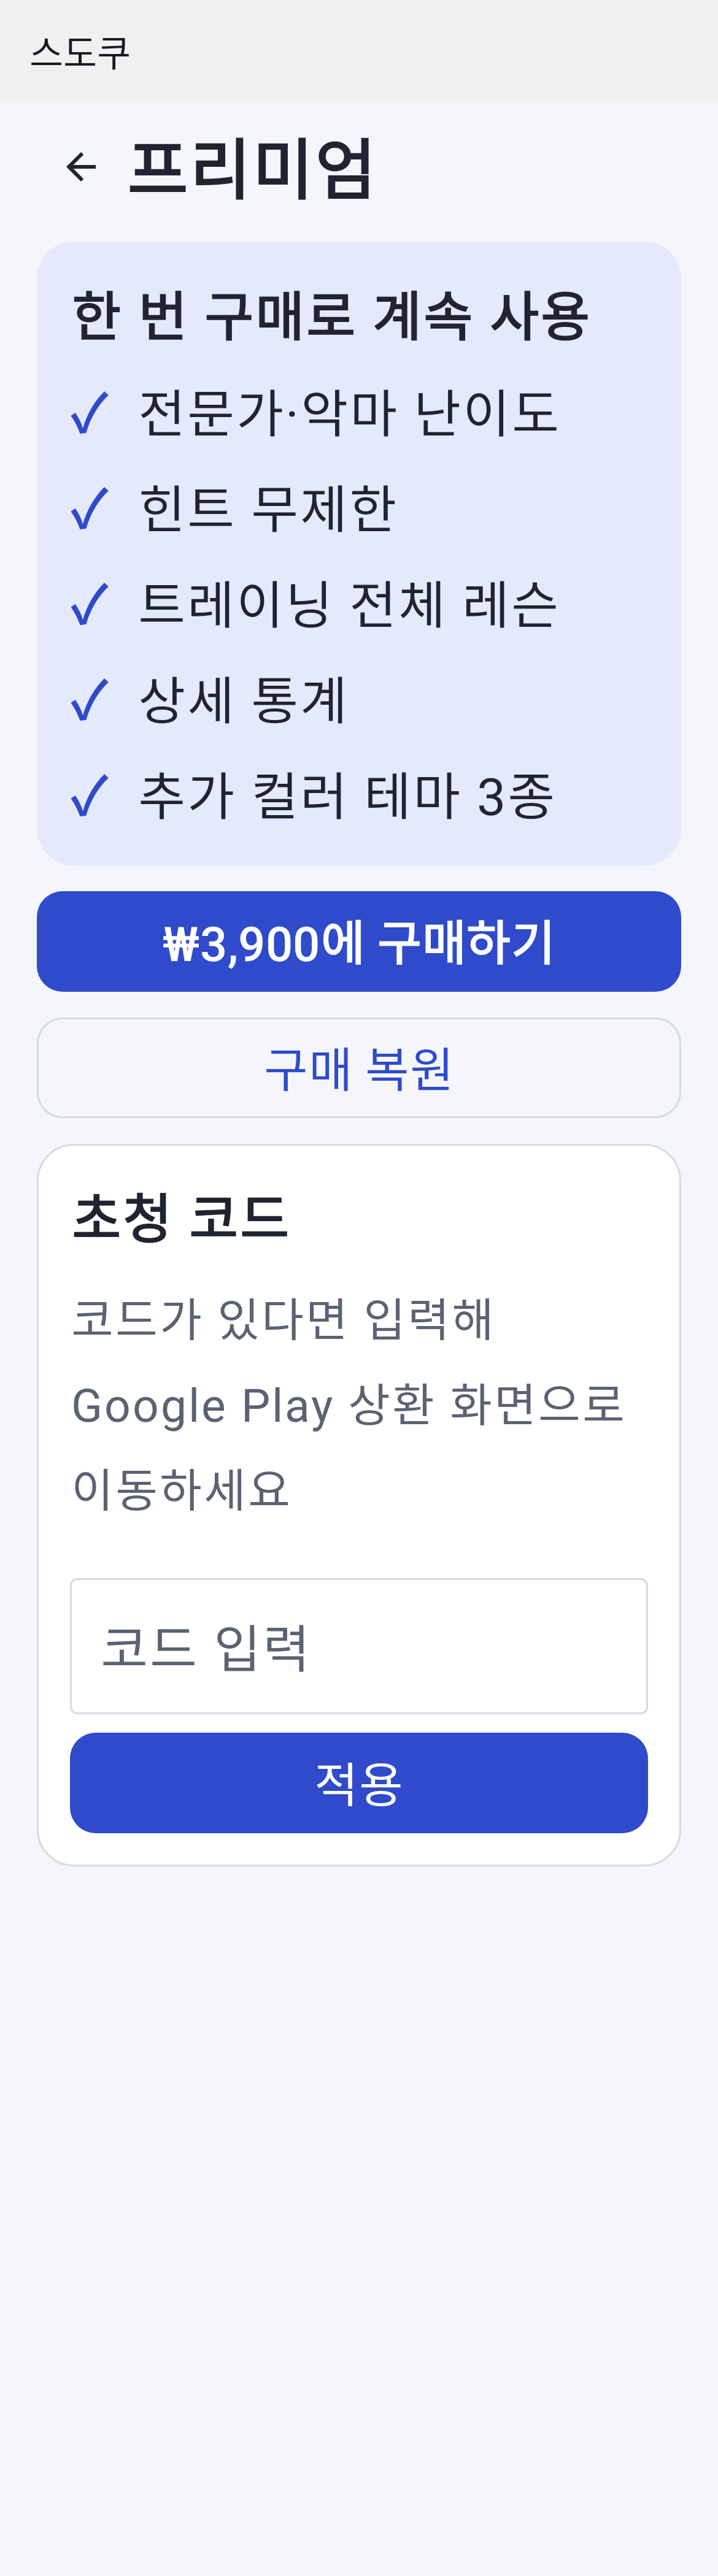 스도쿠
← 프리미엄
한 번 구매로 계속 사용
✓ 전문가·악마 난이도
✓ 힌트 무제한
✓ 트레이닝 전체 레슨
✓ 상세 통계
✓ 추가 컬러 테마 3종
₩3,900에 구매하기
구매 복원
초청 코드
코드가 있다면 입력해
Google Play 상환 화면으로
이동하세요
코드 입력
적용